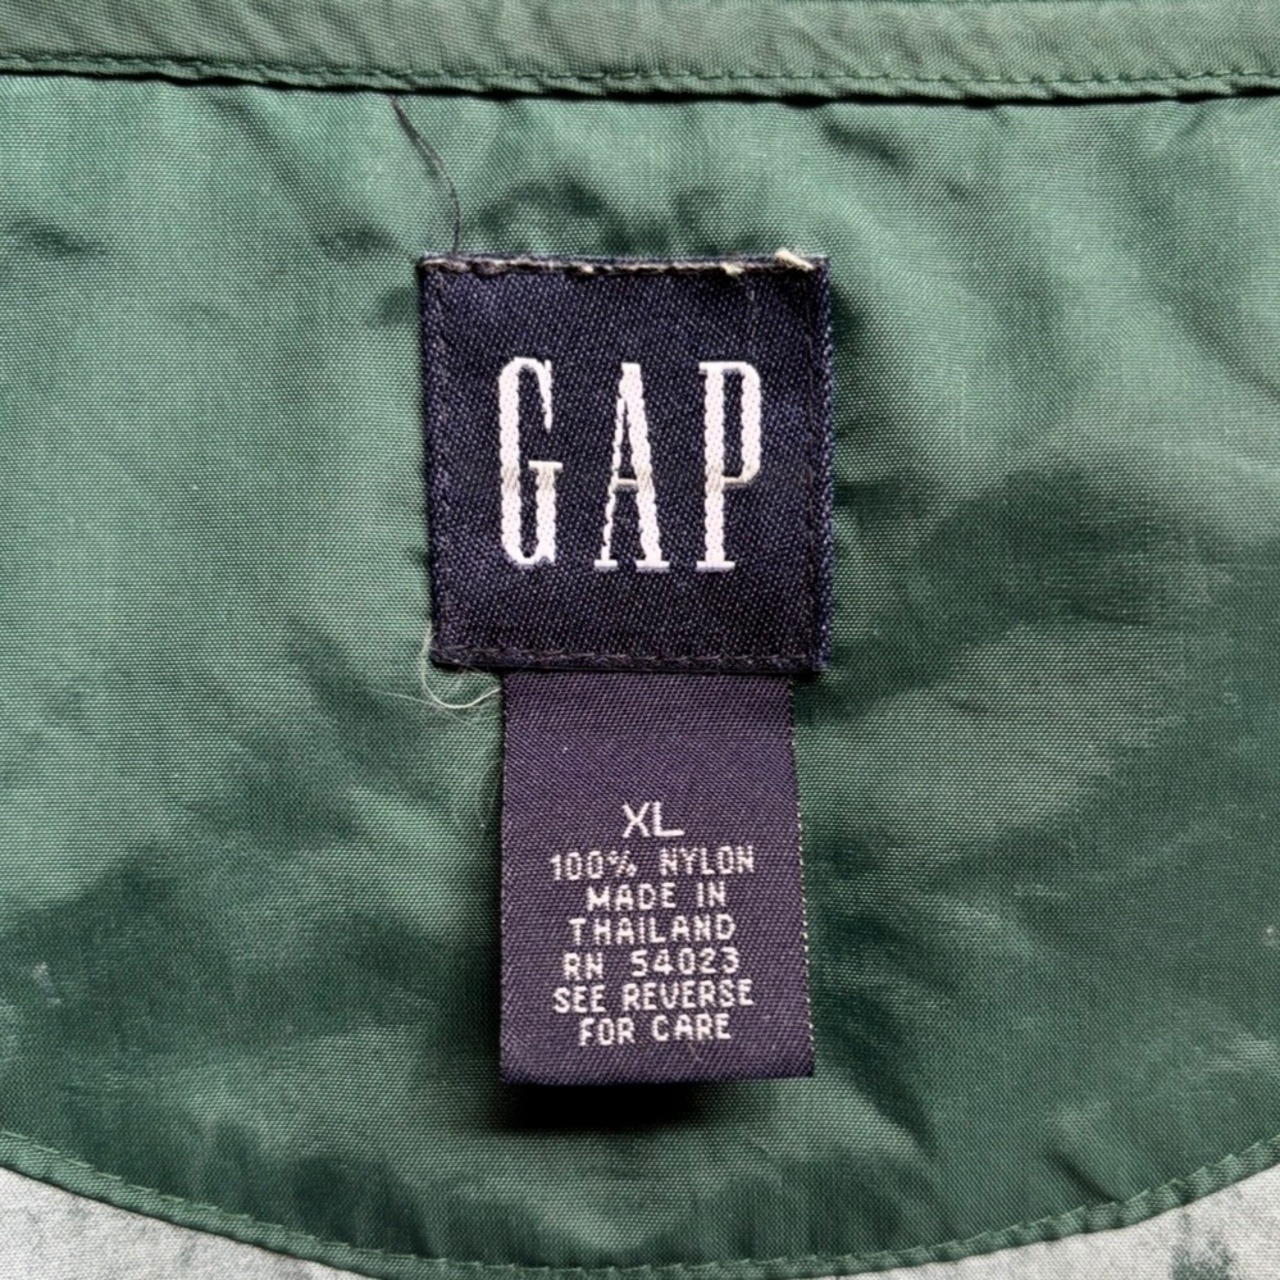 GAP
XL
100% NYLON
MADE IN
THAILAND
RN 54023
SEE REVERSE
FOR CARE